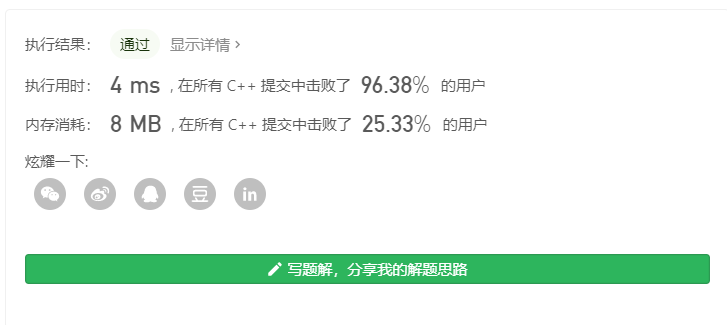 执行结果： 通过 显示详情 >
执行用时： 4 ms , 在所有 C++ 提交中击败了 96.38% 的用户
内存消耗： 8 MB , 在所有 C++ 提交中击败了 25.33% 的用户
炫耀一下:
豆 in
写题解，分享我的解题思路